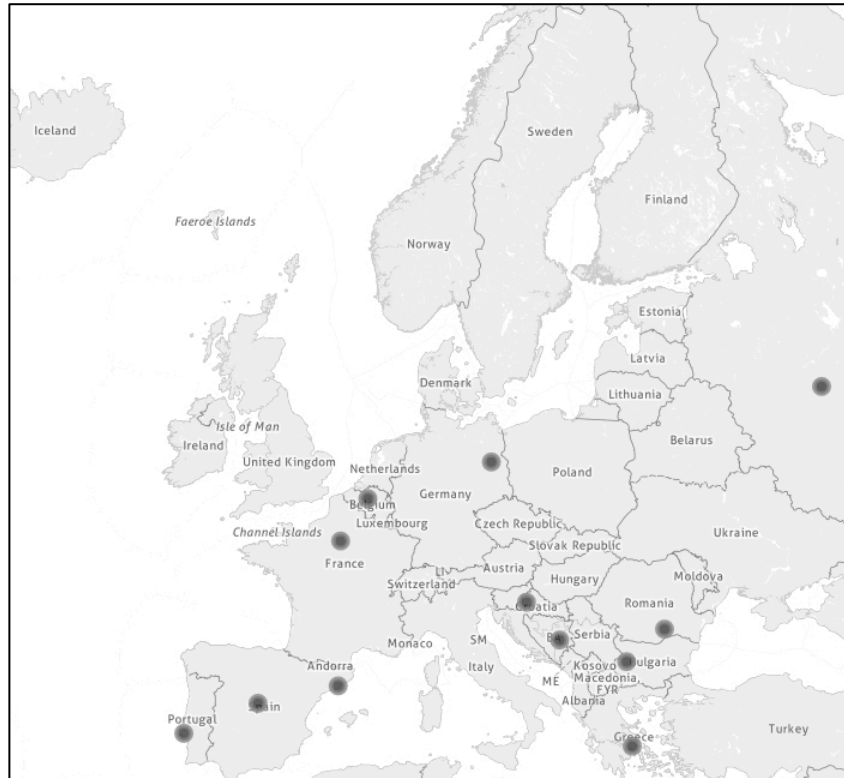 Iceland
Sweden
Finland
Faeroe Islands
Norway
Estonia
Latvia
Denmark
Lithuania
Isle of Man
Belarus
Ireland
United Kingdom
Netherlands
Poland
Germany
Belgium
Luxembourg
Czech Republic
Channel Islands
Ukraine
Slovak Republic
France
Austria
Switzerland
Hungary
Moldova
Croatia
Romania
Serbia
Monaco
SM
Italy
Kosovo
Bulgaria
Andorra
ME
Macedonia,
FYR
Albania
Spain
Portugal
Greece
Turkey